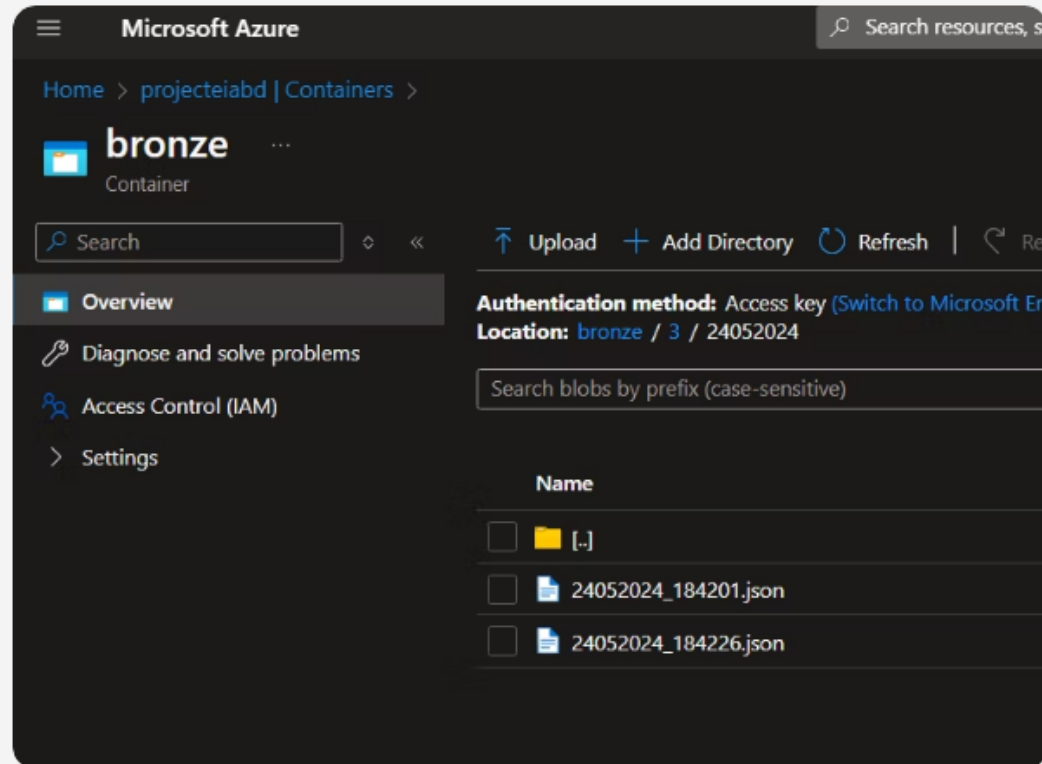 Microsoft Azure
Search resources, s
Home > projecteiabd | Containers >
bronze ...
Container
Search
Upload + Add Directory Refresh | Re
Overview
Authentication method: Access key (Switch to Microsoft En
Location: bronze / 3 / 24052024
Diagnose and solve problems
Search blobs by prefix (case-sensitive)
Access Control (IAM)
Settings
Name
[..]
24052024_184201.json
24052024_184226.json